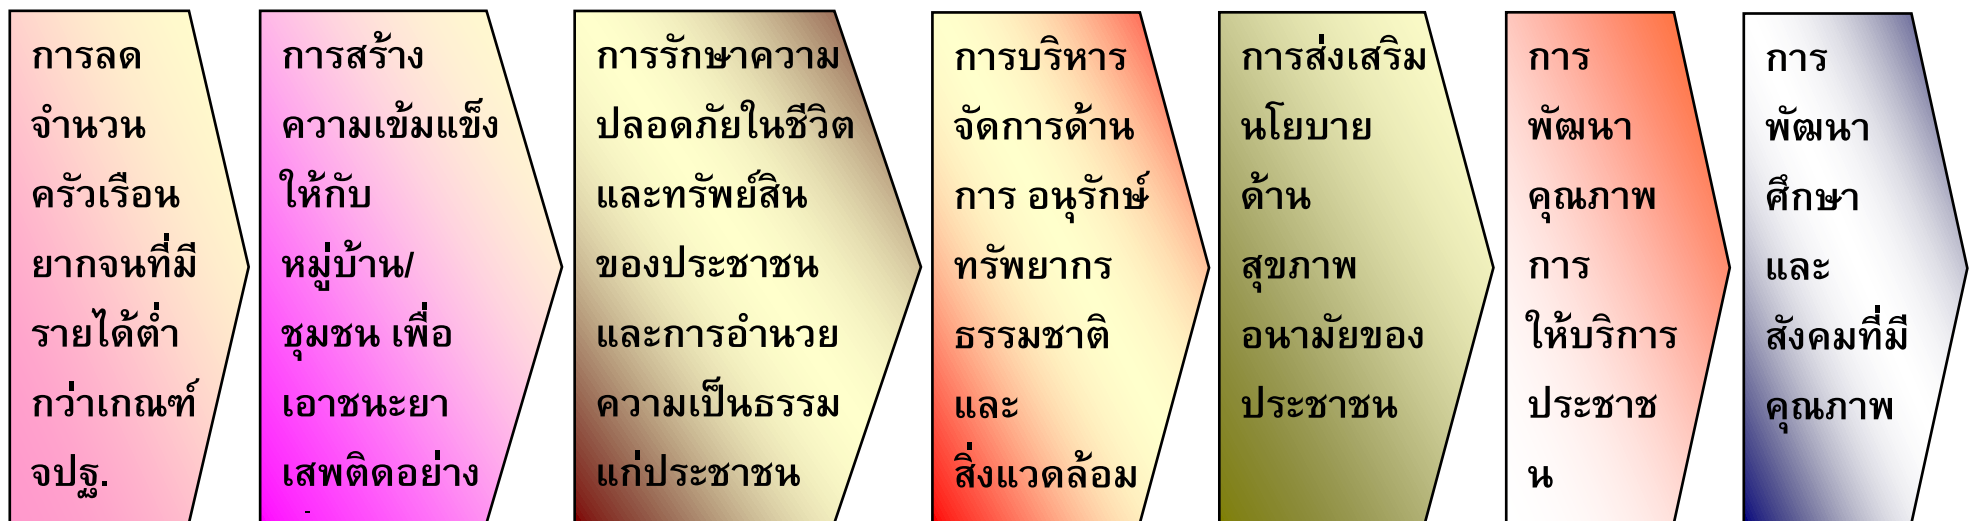 การลด
จำนวน
ครัวเรือน
ยากจนที่มี
รายได้ต่ำ
กว่าเกณฑ์
จปฐ.
การสร้าง
ความเข้มแข็ง
ให้กับ
หมู่บ้าน/
ชุมชน เพื่อ
เอาชนะยา
เสพติดอย่าง
การรักษาความ
ปลอดภัยในชีวิต
และทรัพย์สิน
ของประชาชน
และการอำนวย
ความเป็นธรรม
แก่ประชาชน
การบริหาร
จัดการด้าน
การ อนุรักษ์
ทรัพยากร
ธรรมชาติ
และ
สิ่งแวดล้อม
การส่งเสริม
นโยบาย
ด้าน
สุขภาพ
อนามัยของ
ประชาชน
การ
พัฒนา
คุณภาพ
การ
ให้บริการ
ประชาช
น
การ
พัฒนา
ศึกษา
และ
สังคมที่มี
คุณภาพ